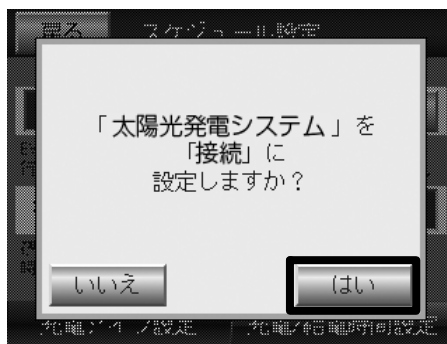 戻る
スケジュール設定
「太陽光発電システム」を
「接続」に
設定しますか？
いいえ
はい